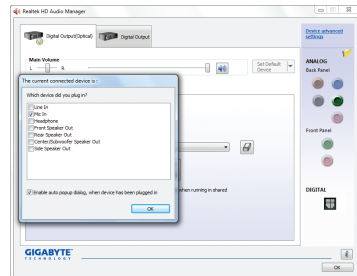 Realtek HD Audio Manager
Digital Output(Optical)
Digital Output
Device advanced
settings
Main Volume
L
R
Set Default
Device
ANALOG
Back Panel
The current connected device is :
Which device did you plug in?
Line In
Mic In
Headphone
Front Speaker Out
Rear Speaker Out
Center/Subwoofer Speaker Out
Side Speaker Out
Front Panel
when running in shared
Enable auto popup dialog, when device has been plugged in
DIGITAL
OK
GIGABYTE
TECHNOLOGY
OK